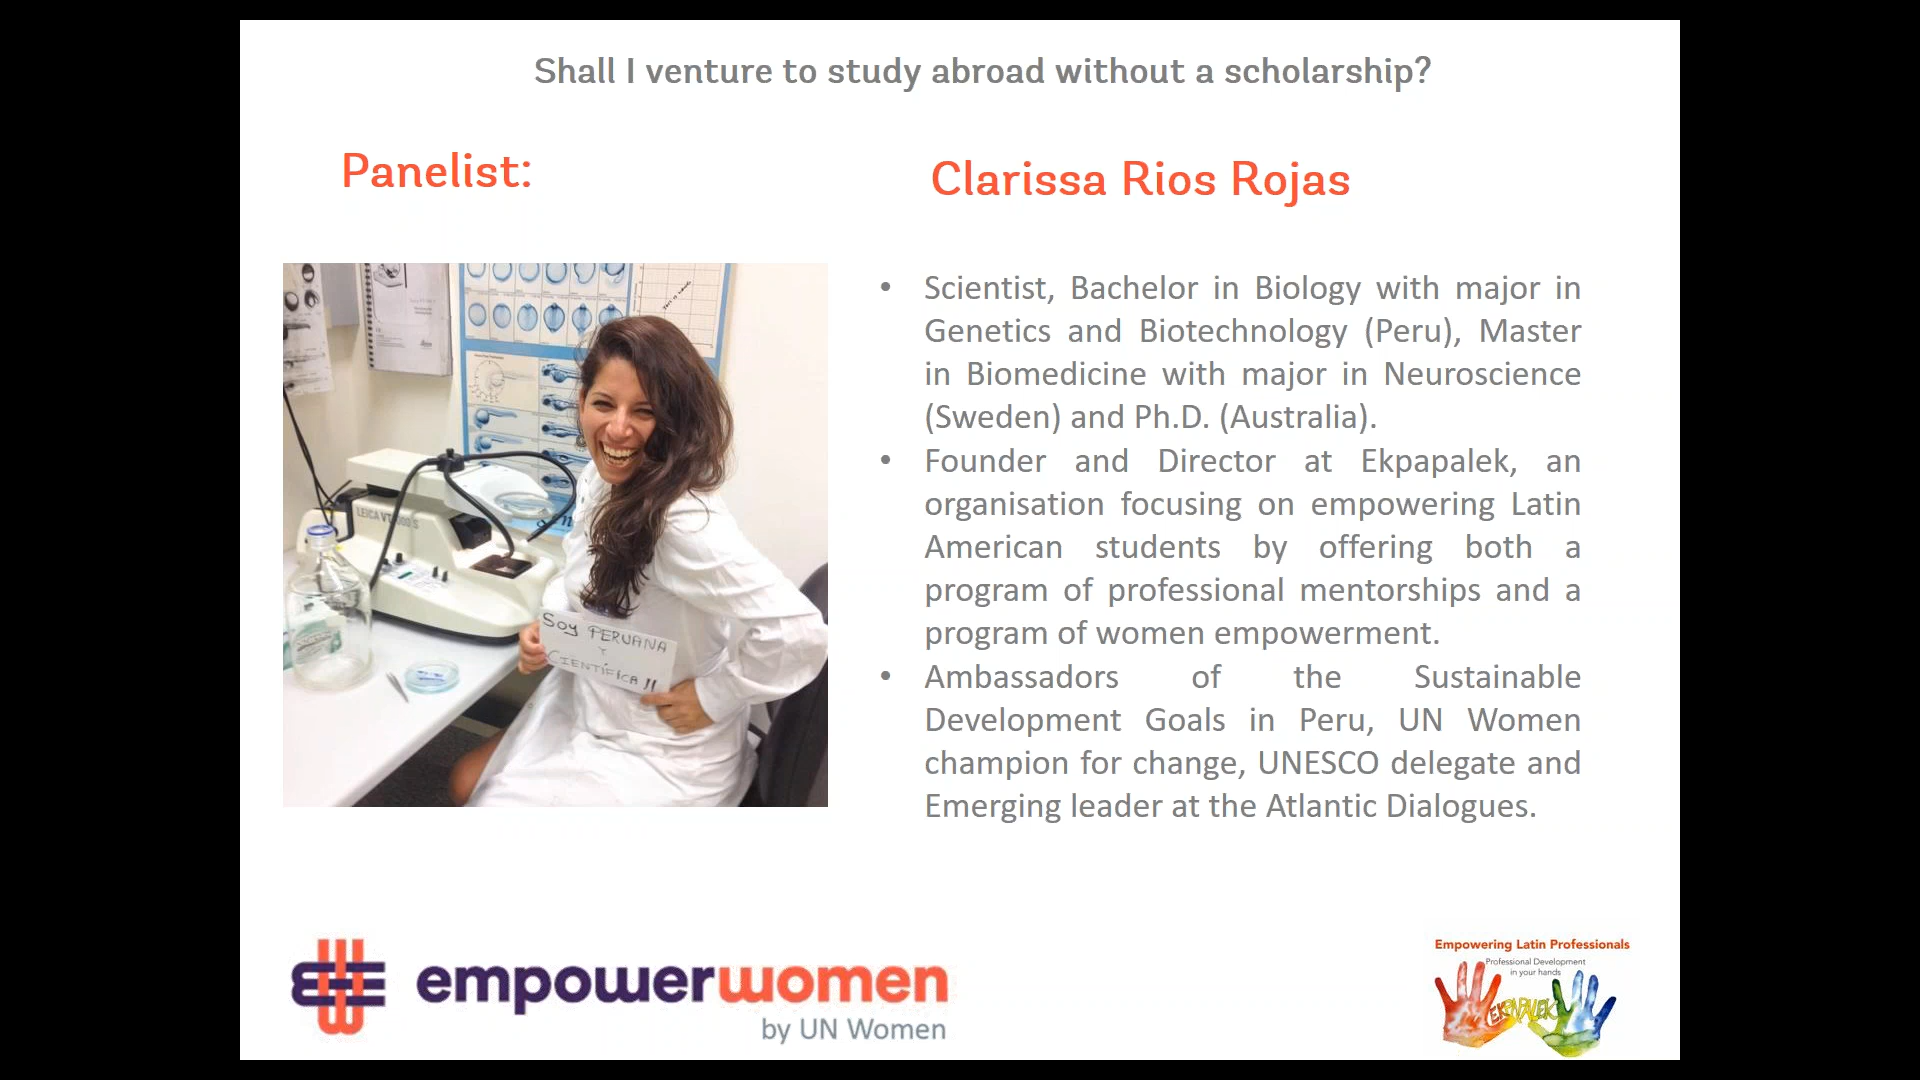 Shall I venture to study abroad without a scholarship?
Panelist:
Clarissa Rios Rojas
LEICA VT
SOY PERUANA
Y
CIENTÍFICA !!
• Scientist, Bachelor in Biology with major in
Genetics and Biotechnology (Peru), Master
in Biomedicine with major in Neuroscience
(Sweden) and Ph.D. (Australia).
• Founder and Director at Ekpapalek, an
organisation focusing on empowering Latin
American students by offering both a
program of professional mentorships and a
program of women empowerment.
• Ambassadors of the Sustainable
Development Goals in Peru, UN Women
champion for change, UNESCO delegate and
Emerging leader at the Atlantic Dialogues.
empowerwomen
by UN Women
Empowering Latin Professionals
Professional Development
in your hands
EKPAPALEK